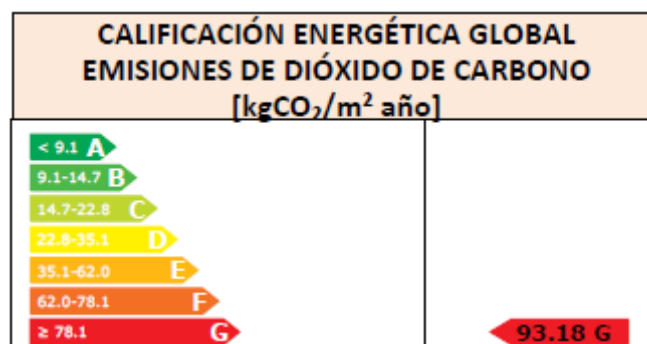 CALIFICACIÓN ENERGÉTICA GLOBAL
EMISIONES DE DIÓXIDO DE CARBONO
[kgCO₂/m² año]
< 9.1 A
9.1-14.7 B
14.7-22.8 C
22.8-35.1 D
35.1-62.0 E
62.0-78.1 F
≥ 78.1 G
93.18 G